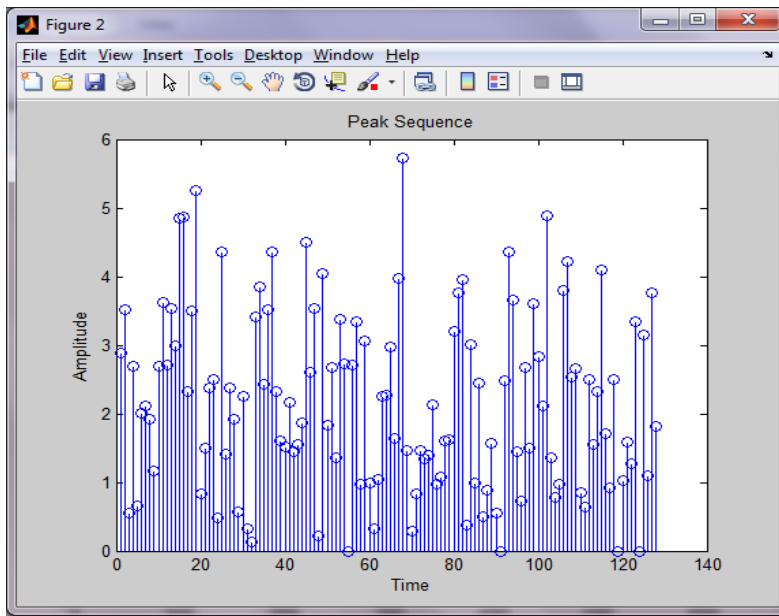 Figure 2
File Edit View Insert Tools Desktop Window Help
Peak Sequence
6
5
4
3
2
1
0
Amplitude
0 20 40 60 80 100 120 140
Time